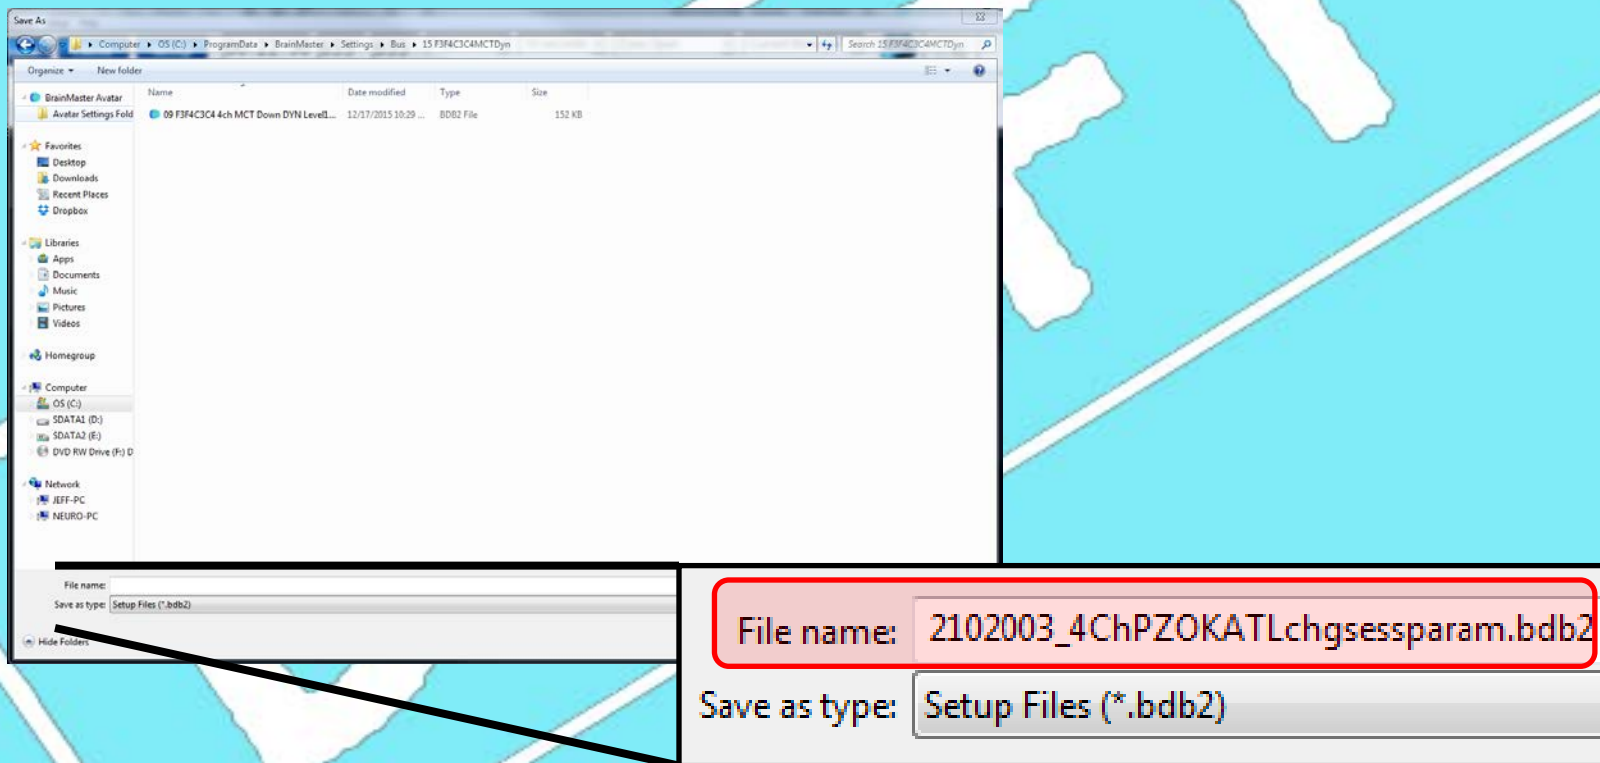 Save As
Computer ▸ OS (C:) ▸ ProgramData ▸ BrainMaster ▸ Settings ▸ Bus ▸ 15 F3F4C3C4MCTDyn
Search 15 F3F4C3C4MCTDyn
Organize
New folder
Name Date modified Type Size
09 F3F4C3C4 4ch MCT Down DYN Level1... 12/17/2015 10:29 ... BDB2 File 152 KB
BrainMaster Avatar
Avatar Settings Fold
Favorites
Desktop
Downloads
Recent Places
Dropbox
Libraries
Apps
Documents
Music
Pictures
Videos
Homegroup
Computer
OS (C:)
SDATA1 (D:)
SDATA2 (E:)
DVD RW Drive (F:) D
Network
JEFF-PC
NEURO-PC
File name:
Save as type: Setup Files (*.bdb2)
Hide Folders
File name: 2102003_4ChPZOKATLchgsessparam.bdb2
Save as type: Setup Files (*.bdb2)